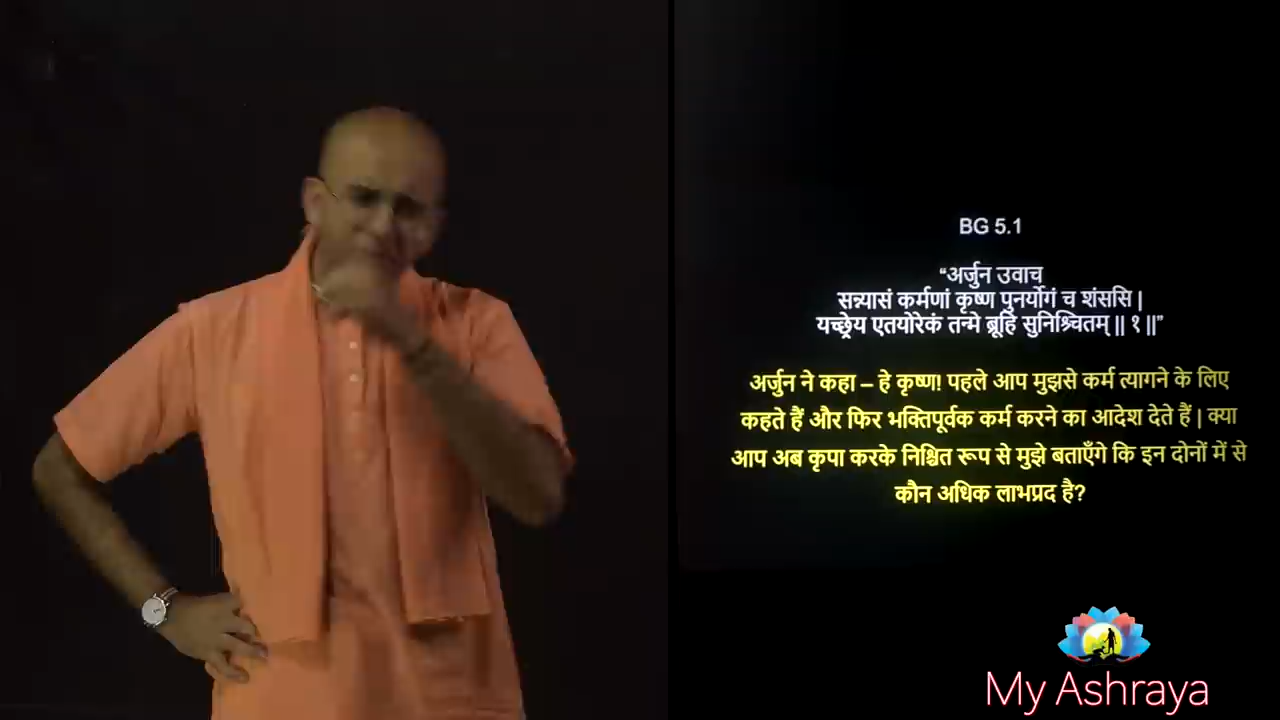 BG 5.1
“अर्जुन उवाच
सन्न्यासं कर्मणां कृष्ण पुनर्योगं च शंससि |
यच्छ्रेय एतयोरेकं तन्मे ब्रूहि सुनिश्र्चितम् || १ ||”
अर्जुन ने कहा – हे कृष्ण! पहले आप मुझसे कर्म त्यागने के लिए
कहते हैं और फिर भक्तिपूर्वक कर्म करने का आदेश देते हैं | क्या
आप अब कृपा करके निश्चित रूप से मुझे बताएँगे कि इन दोनों में से
कौन अधिक लाभप्रद है?
My Ashraya